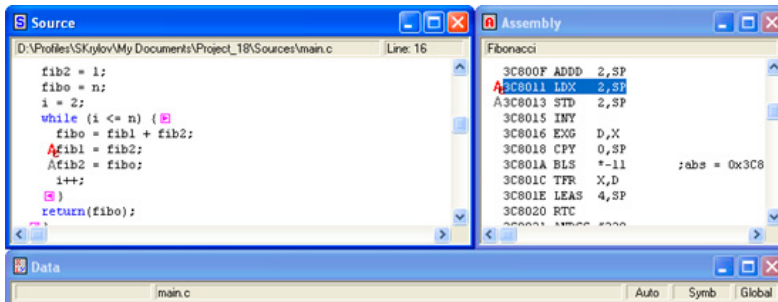 Source
D:\Profiles\SKrylov\My Documents\Project_18\Sources\main.c Line: 16
fib2 = 1;
fibo = n;
i = 2;
while (i <= n) {
fibo = fib1 + fib2;
fib1 = fib2;
fib2 = fibo;
i++;
}
return(fibo);
Assembly
Fibonacci
3C800F ADDD 2,SP
3C8011 LDX 2,SP
3C8013 STD 2,SP
3C8015 INY
3C8016 EXG D,X
3C8018 CPY 0,SP
3C801A BLS *-11 ;abs = 0x3C8
3C801C TFR X,D
3C801E LEAS 4,SP
3C8020 RTC
Data
main.c Auto Symb Global